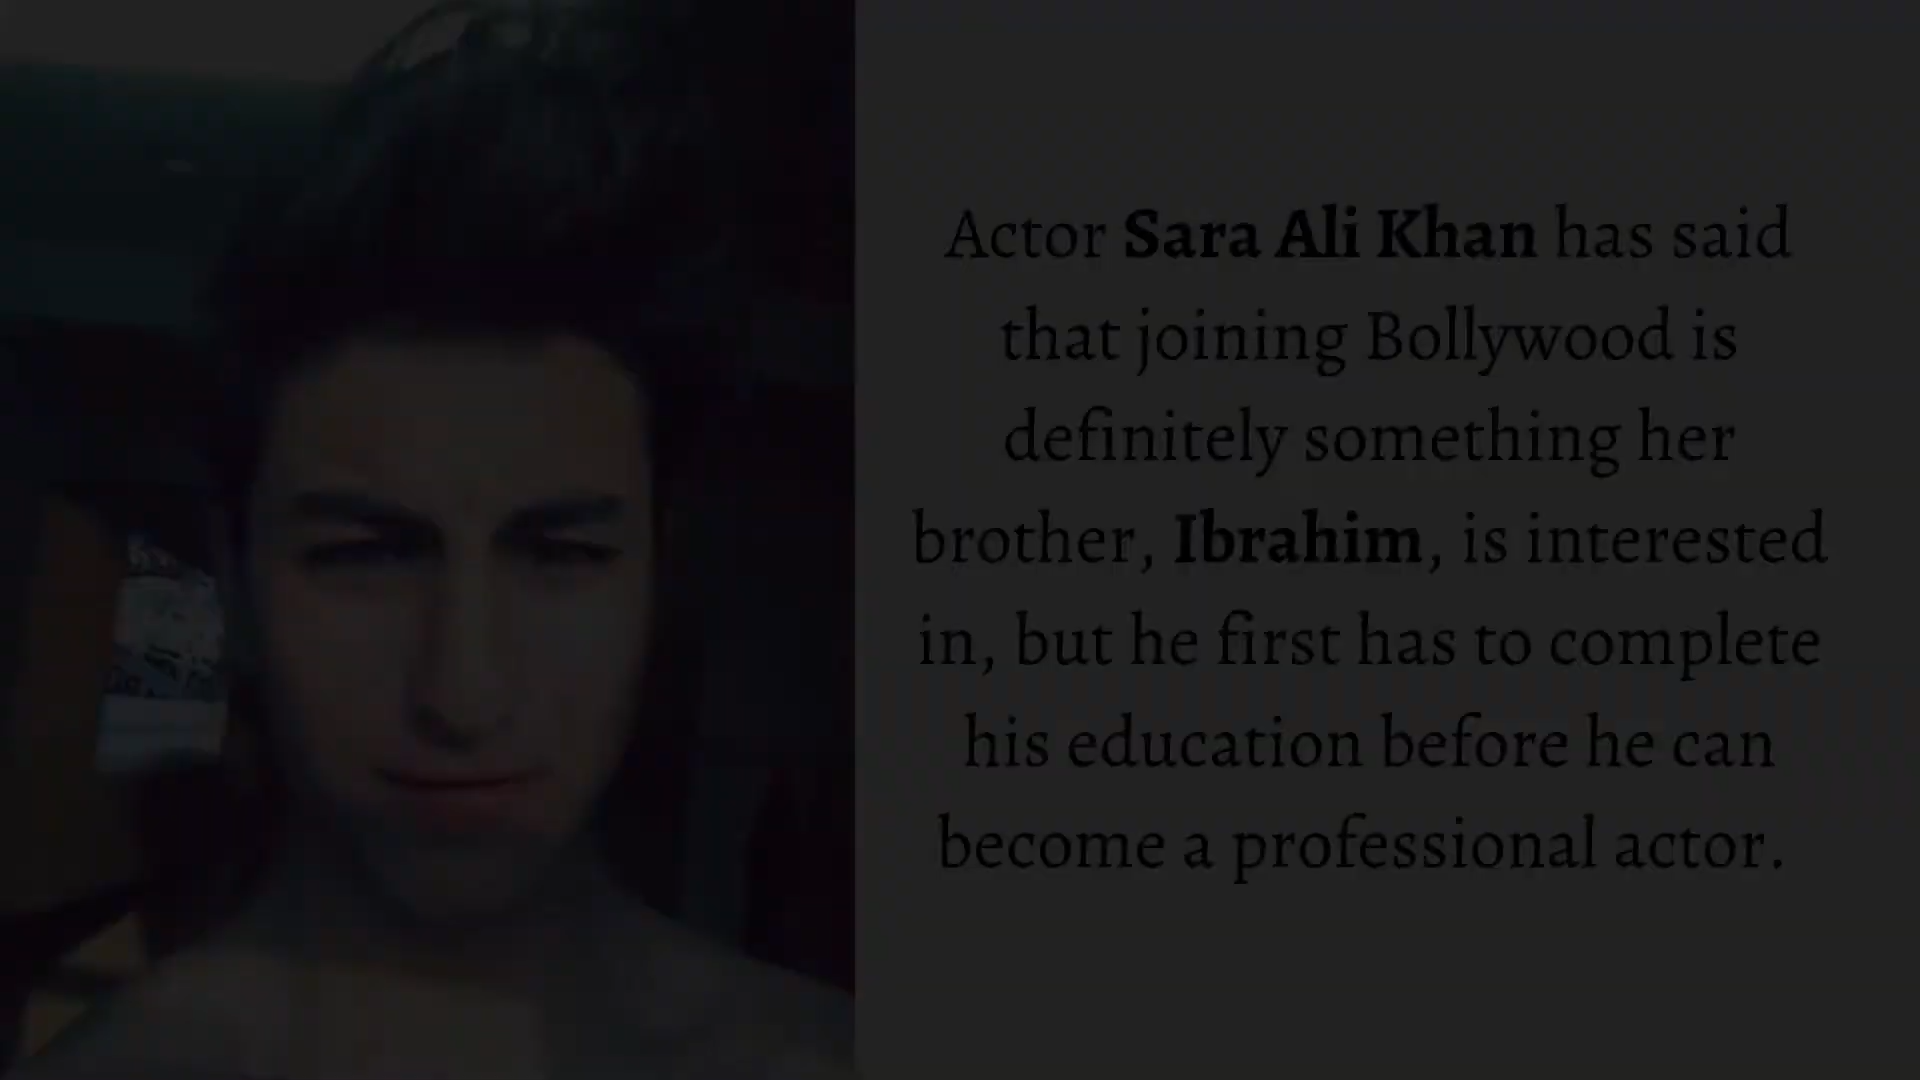 Actor Sara Ali Khan has said
that joining Bollywood is
definitely something her
brother, Ibrahim, is interested
in, but he first has to complete
his education before he can
become a professional actor.